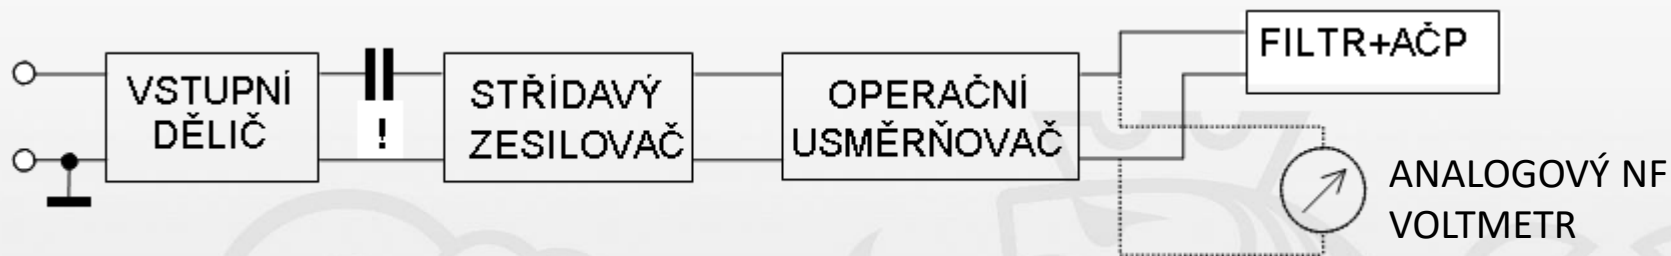 VSTUPNÍ
DĚLIČ
!
STŘÍDAVÝ
ZESILOVAČ
OPERAČNÍ
USMĚRŇOVAČ
FILTR+AČP
ANALOGOVÝ NF
VOLTMETR